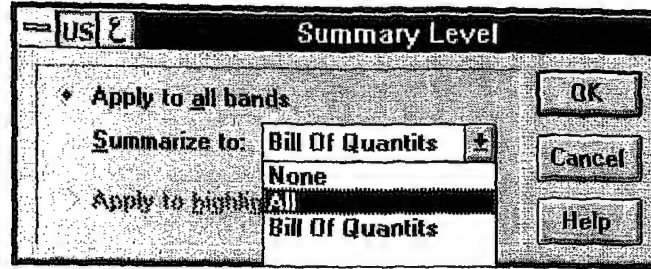 US ع Summary Level
Apply to all bands
OK
Summarize to: Bill Of Quantits
Cancel
None
All
Apply to highlig
Bill Of Quantits
Help